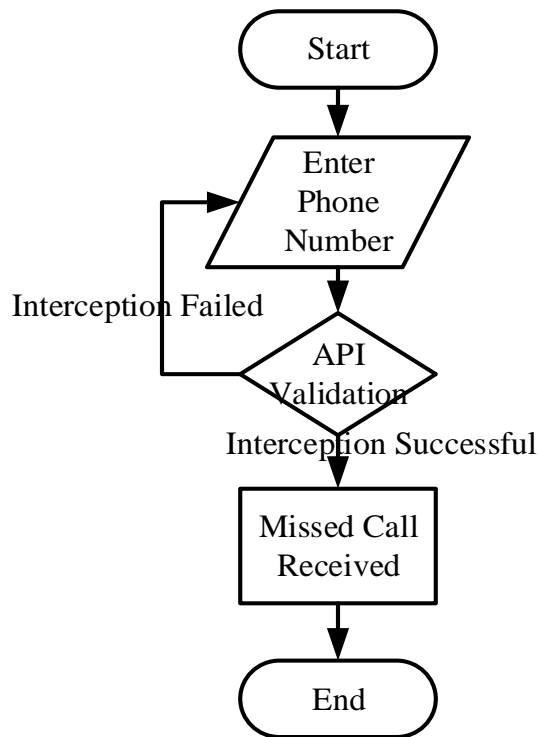 Start
Enter
Phone
Number
Interception Failed
API
Validation
Interception Successful
Missed Call
Received
End